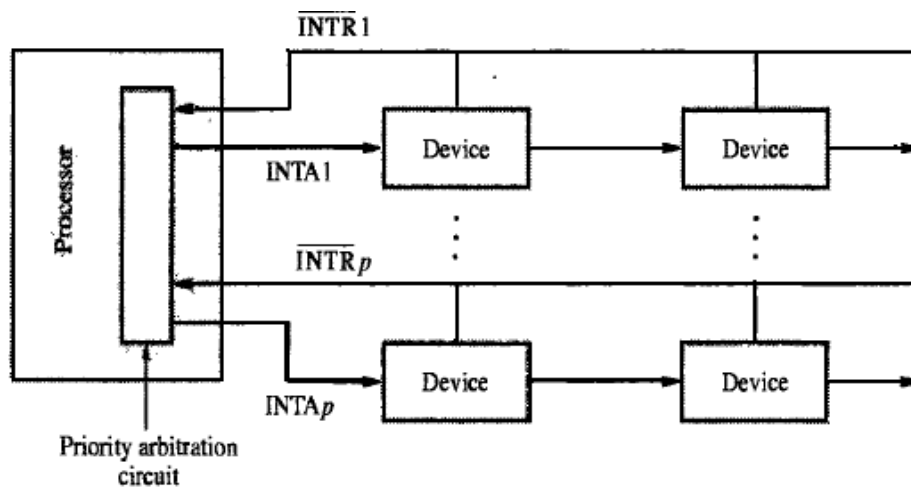 INTR1
Device
Device
INTA1
Processor
INTRp
Device
Device
INTAp
Priority arbitration
circuit